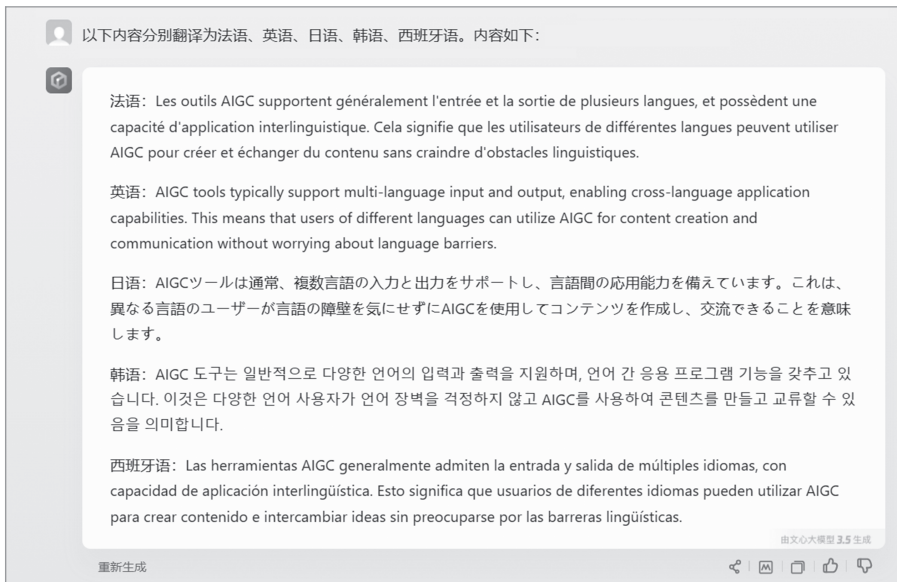 以下内容分别翻译为法语、英语、日语、韩语、西班牙语。内容如下：
法语：Les outils AIGC supportent généralement l'entrée et la sortie de plusieurs langues, et possèdent une
capacité d'application interlinguistique. Cela signifie que les utilisateurs de différentes langues peuvent utiliser
AIGC pour créer et échanger du contenu sans craindre d'obstacles linguistiques.
英语：AIGC tools typically support multi-language input and output, enabling cross-language application
capabilities. This means that users of different languages can utilize AIGC for content creation and
communication without worrying about language barriers.
日语：AIGCツールは通常、複数言語の入力と出力をサポートし、言語間の応用能力を備えています。これは、
異なる言語のユーザーが言語の障壁を気にせずにAIGCを使用してコンテンツを作成し、交流できることを意味
します。
韩语：AIGC 도구는 일반적으로 다양한 언어의 입력과 출력을 지원하며, 언어 간 응용 프로그램 기능을 갖추고 있
습니다. 이것은 다양한 언어 사용자가 언어 장벽을 걱정하지 않고 AIGC를 사용하여 콘텐츠를 만들고 교류할 수 있
음을 의미합니다.
西班牙语：Las herramientas AIGC generalmente admiten la entrada y salida de múltiples idiomas, con
capacidad de aplicación interlingüística. Esto significa que usuarios de diferentes idiomas pueden utilizar AIGC
para crear contenido e intercambiar ideas sin preocuparse por las barreras lingüísticas.
由文心大模型 3.5 生成
重新生成